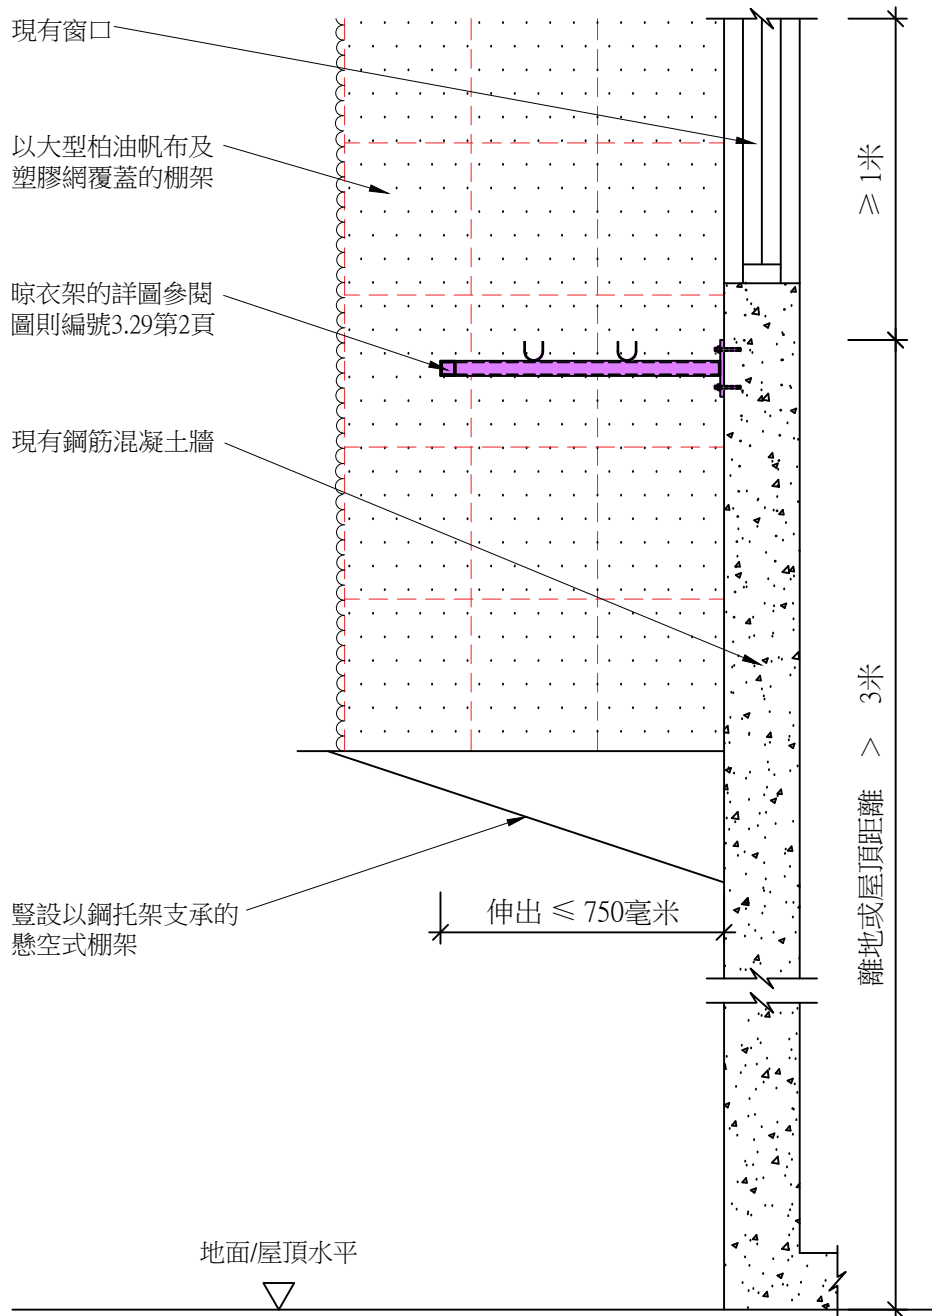 現有窗口
以大型柏油帆布及
塑膠網覆蓋的棚架
≥ 1米
晾衣架的詳圖參閱
圖則編號3.29第2頁
現有鋼筋混凝土牆
離地或屋頂距離 > 3米
豎設以鋼托架支承的
懸空式棚架
伸出 ≤ 750毫米
地面/屋頂水平